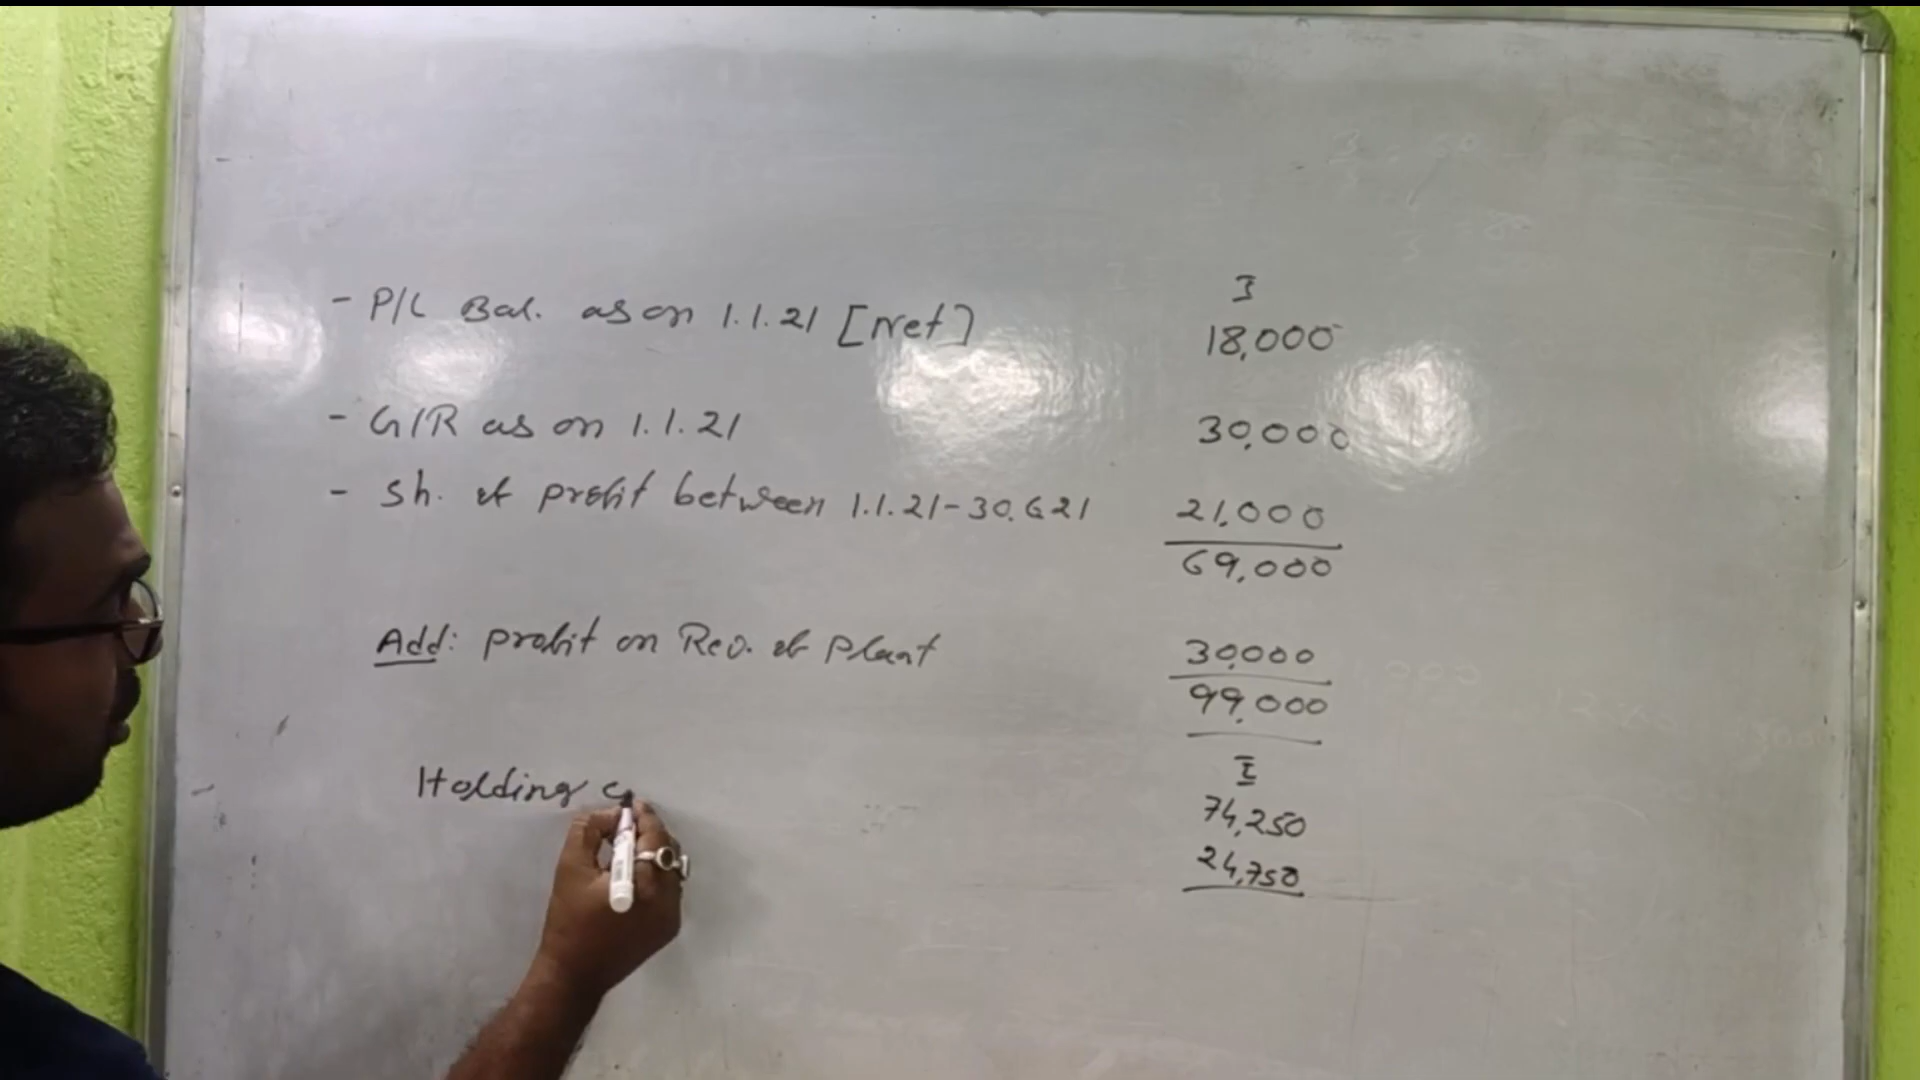 ₹
- P/L Bal. as on 1.1.21 [Net] 18,000
- G/R as on 1.1.21 30,000
- Sh. of profit between 1.1.21-30.6.21 21,000
69,000
Add: Profit on Rev. of Plant 30,000
99,000
₹
Holding c 74,250
24,750